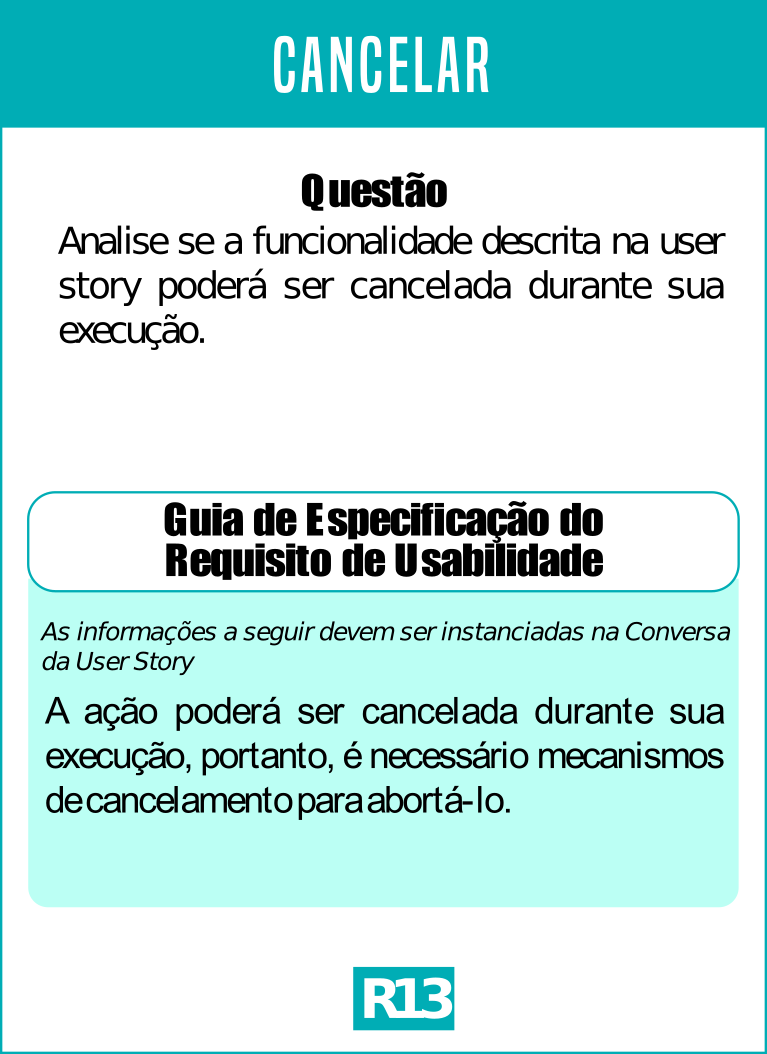 CANCELAR
Questão
Analise se a funcionalidade descrita na user
story poderá ser cancelada durante sua
execução.
Guia de Especificação do
Requisito de Usabilidade
As informações a seguir devem ser instanciadas na Conversa
da User Story
A ação poderá ser cancelada durante sua
execução, portanto, é necessário mecanismos
de cancelamento para abortá-lo.
R13